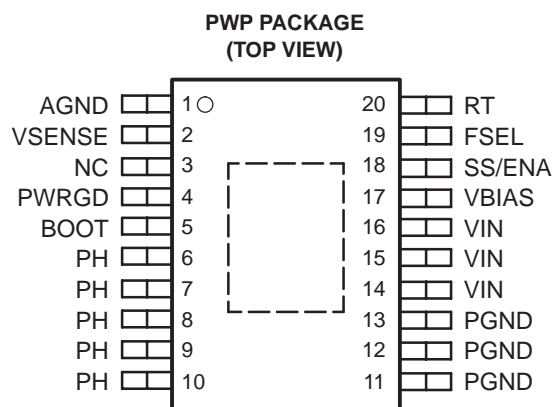 PWP PACKAGE
(TOP VIEW)
AGND 1 20 RT
VSENSE 2 19 FSEL
NC 3 18 SS/ENA
PWRGD 4 17 VBIAS
BOOT 5 16 VIN
PH 6 15 VIN
PH 7 14 VIN
PH 8 13 PGND
PH 9 12 PGND
PH 10 11 PGND